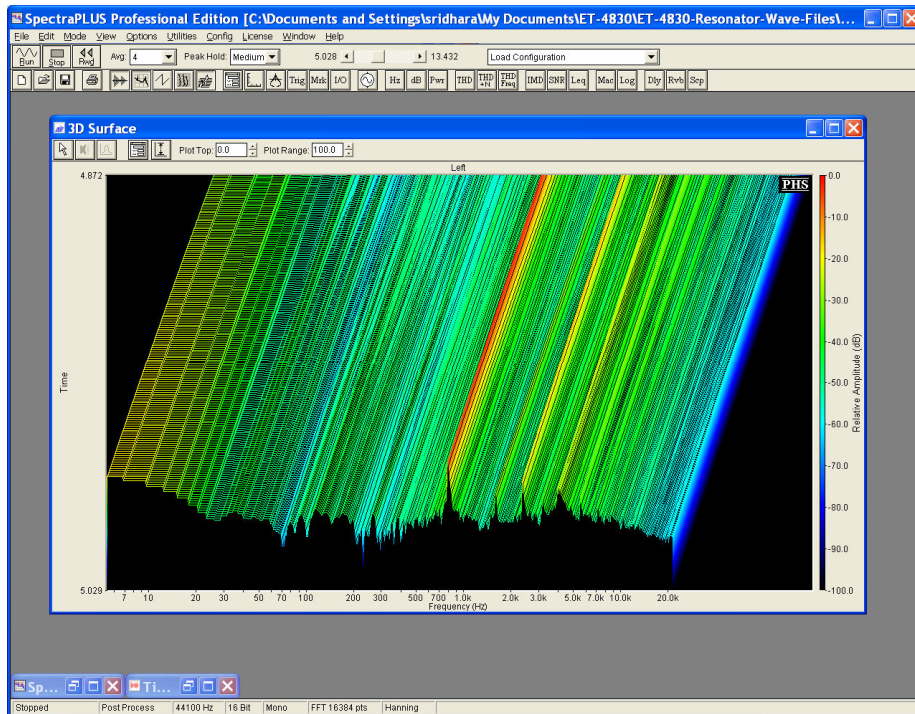 SpectraPLUS Professional Edition [C:\Documents and Settings\sridhara\My Documents\ET-4830\ET-4830-Resonator-Wave-Files\...
File Edit Mode View Options Utilities Config License Window Help
Run Stop Rwd Avg: 4 Peak Hold: Medium 5.028 13.432 Load Configuration
Trig Mrk I/O Hz dB Pwr THD THD+N THD Freq IMD SNR Leq Mac Log Dly Rvb Scp
3D Surface
Plot Top: 0.0 Plot Range: 100.0
Left
4.872
PHS
0.0
-10.0
-20.0
-30.0
-40.0
-50.0
-60.0
-70.0
-80.0
-90.0
-100.0
Relative Amplitude (dB)
Time
5.029
7 10 20 30 50 70 100 200 300 500 700 1.0k 2.0k 3.0k 5.0k 7.0k 10.0k 20.0k
Frequency (Hz)
Sp... Ti...
Stopped Post Process 44100 Hz 16 Bit Mono FFT 16384 pts Hanning